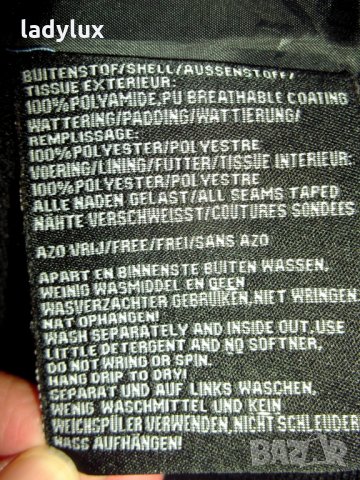 ladylux
BUITENSTOF/SHELL/AUSSENSTOFF/
TISSUE EXTERIEUR:
100% POLYAMIDE,PU BREATHABLE COATING
WATTERING/PADDING/WATTIERUNG/
REMPLISSAGE:
100% POLYESTER/POLYESTRE
VOERING/LINING/FUTTER/TISSUE INTERIEUR:
100% POLYESTER/POLYESTRE
ALLE NADEN GELAST/ALL SEAMS TAPED
NÄHTE VERSCHWEISST/COUTURES SONDEES
AZO VRIJ/FREE/FREI/SANS AZO
APART EN BINNENSTE BUITEN WASSEN,
WEINIG WASMIDDEL EN GEEN
WASVERZACHTER GEBRUIKEN,NIET WRINGEN
NAT OPHANGEN!
WASH SEPARATELY AND INSIDE OUT,USE
LITTLE DETERGENT AND NO SOFTNER,
DO NOT WRING OR SPIN.
HANG DRIP TO DRY!
SEPARAT UND AUF LINKS WASCHEN,
WENIG WASCHMITTEL UND KEIN
WEICHSPÜLER VERWENDEN,NICHT SCHLEUDER
NASS AUFHÄNGEN!
BAZAR